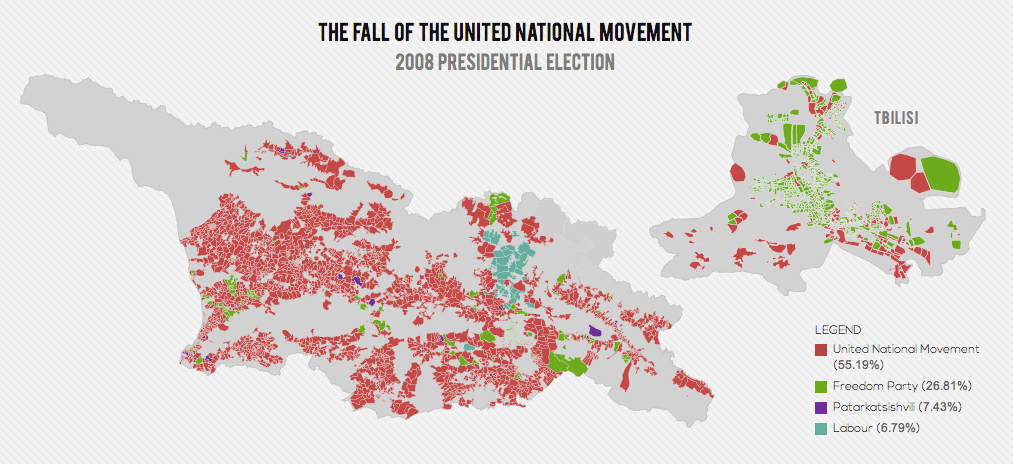 THE FALL OF THE UNITED NATIONAL MOVEMENT
2008 PRESIDENTIAL ELECTION
TBILISI
LEGEND
United National Movement
(55.19%)
Freedom Party (26.81%)
Patarkatsishvili (7.43%)
Labour (6.79%)